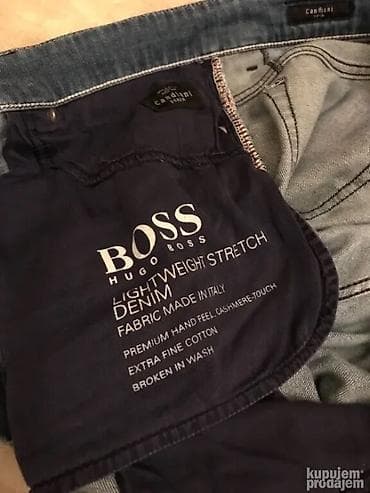 Candiani
Candiani
BOSS
HUGO BOSS
LIGHTWEIGHT STRETCH
DENIM
FABRIC MADE IN ITALY
PREMIUM HAND FEEL CASHMERE-TOUCH
EXTRA FINE COTTON
BROKEN IN WASH
kupujem
prodajem